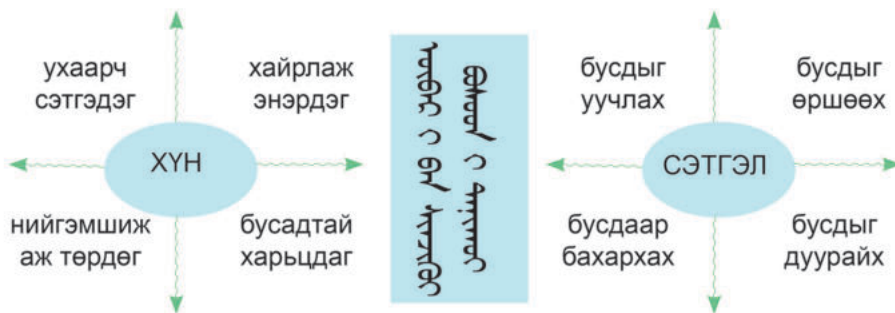 ухаарч
сэтгэдэг
хайрлаж
энэрдэг
ХҮН
нийгэмшиж
аж төрдөг
бусадтай
харьцдаг
бусдыг
уучлах
бусдыг
өршөөх
СЭТГЭЛ
бусдаар
бахархах
бусдыг
дуурайх